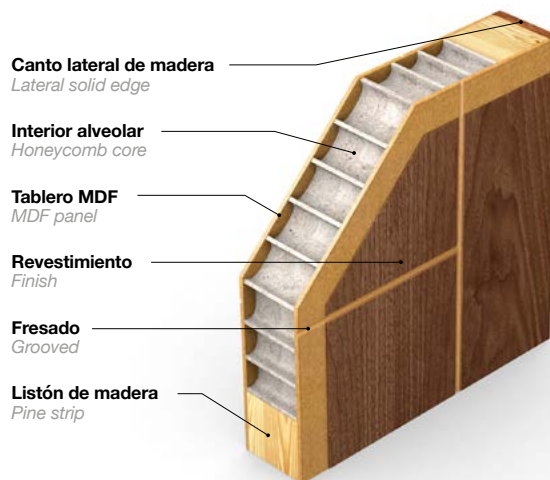 Canto lateral de madera
Lateral solid edge
Interior alveolar
Honeycomb core
Tablero MDF
MDF panel
Revestimiento
Finish
Fresado
Grooved
Listón de madera
Pine strip